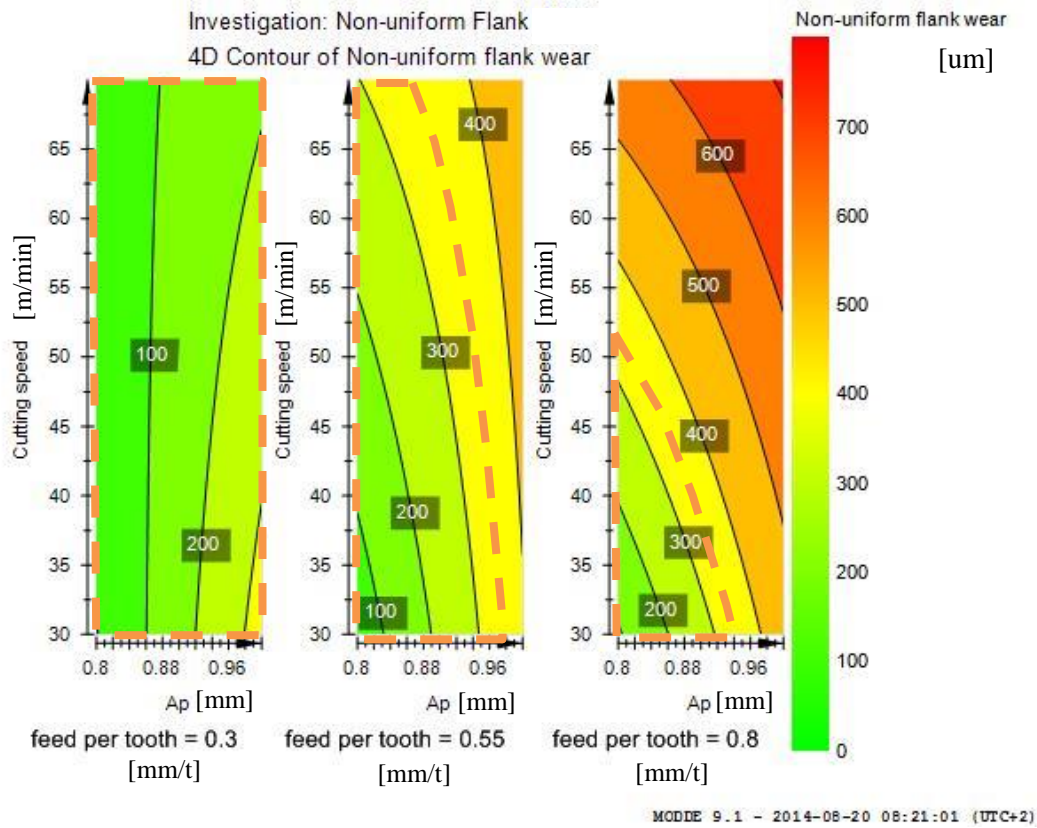 Investigation: Non-uniform Flank
4D Contour of Non-uniform flank wear
Non-uniform flank wear
[um]
700
600
500
400
300
200
100
0
Cutting speed [m/min]
65
60
55
50
45
40
35
30
100
200
0.8 0.88 0.96
Ap [mm]
feed per tooth = 0.3
[mm/t]
Cutting speed [m/min]
65
60
55
50
45
40
35
30
400
300
200
100
0.8 0.88 0.96
Ap [mm]
feed per tooth = 0.55
[mm/t]
Cutting speed [m/min]
65
60
55
50
45
40
35
30
600
500
400
300
200
0.8 0.88 0.96
Ap [mm]
feed per tooth = 0.8
[mm/t]
MODDE 9.1 - 2014-08-20 08:21:01 (UTC+2)